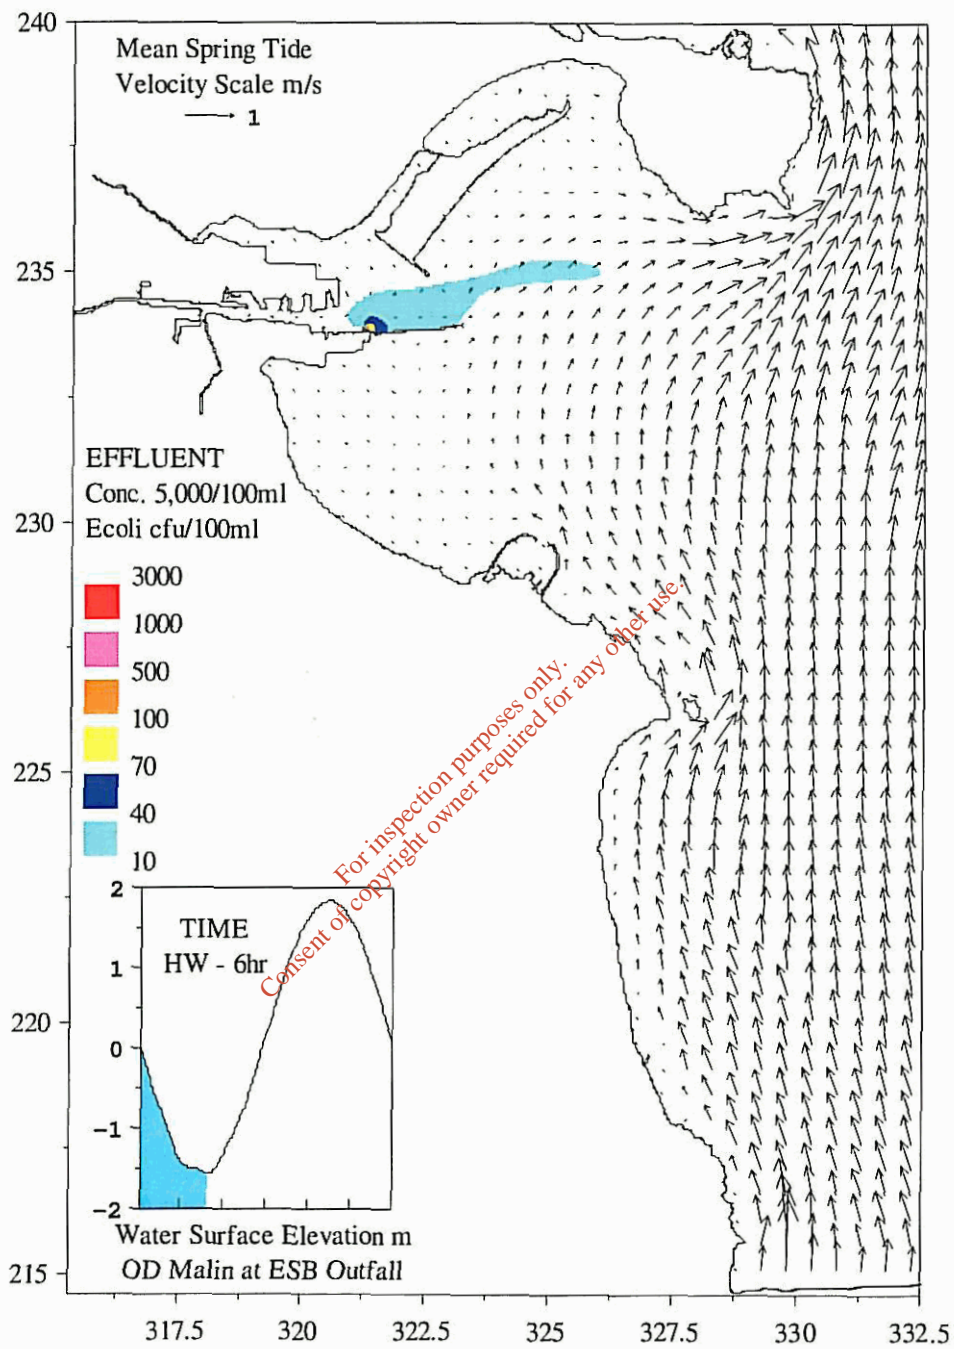 240
Mean Spring Tide
Velocity Scale m/s
1
235
EFFLUENT
Conc. 5,000/100ml
Ecoli cfu/100ml
230
3000
1000
500
100
70
40
10
225
220
215
For inspection purposes only.
Consent of copyright owner required for any other use.
2
TIME
HW - 6hr
1
0
-1
-2
Water Surface Elevation m
OD Malin at ESB Outfall
317.5 320 322.5 325 327.5 330 332.5